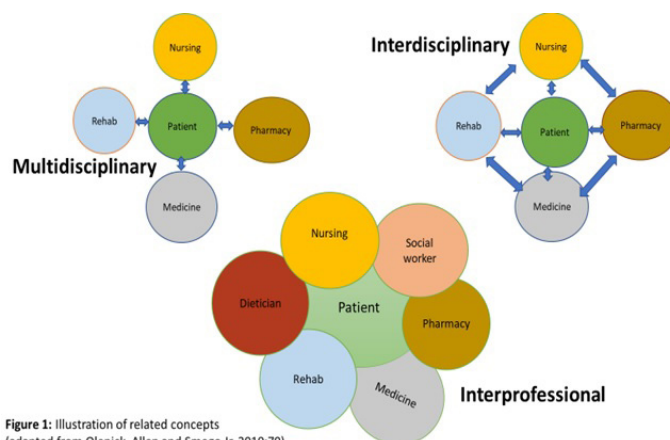 Nursing
Rehab
Patient
Pharmacy
Multidisciplinary
Medicine
Interdisciplinary
Nursing
Rehab
Patient
Pharmacy
Medicine
Nursing
Social
worker
Dietician
Patient
Pharmacy
Rehab
Medicine
Interprofessional
Figure 1: Illustration of related concepts